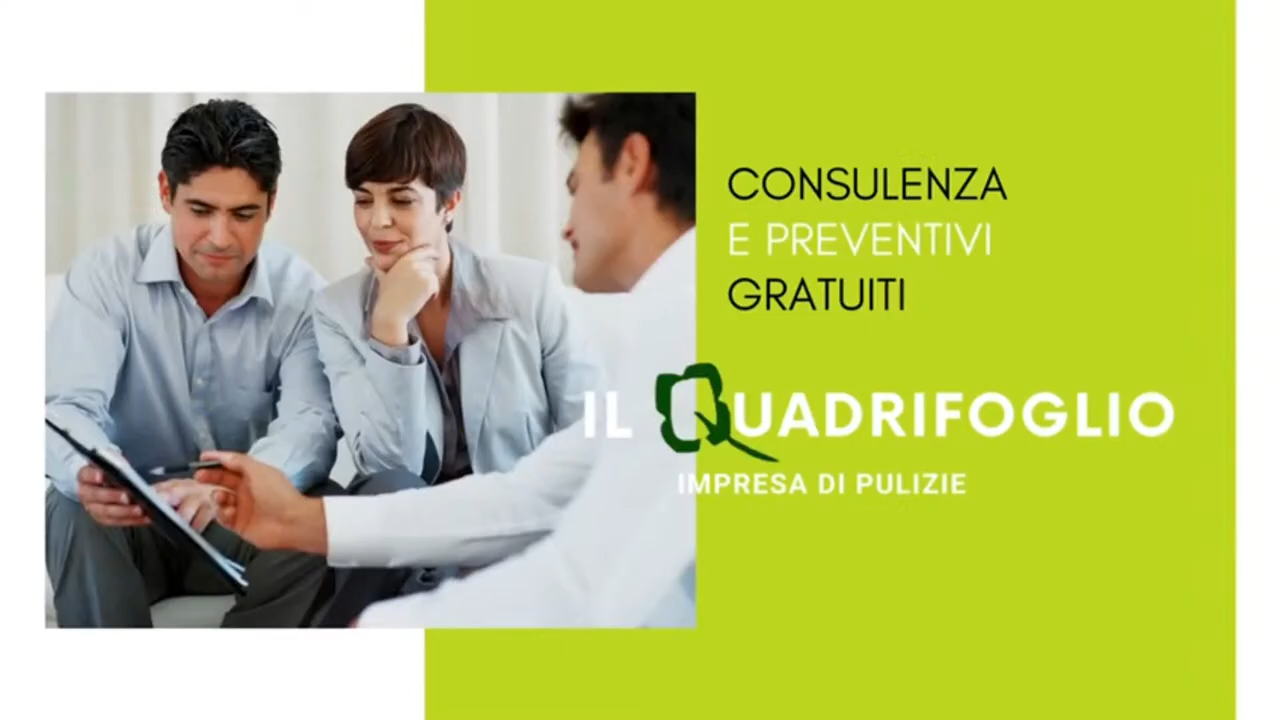 CONSULENZA
E PREVENTIVI
GRATUITI
IL QUADRIFOGLIO
IMPRESA DI PULIZIE